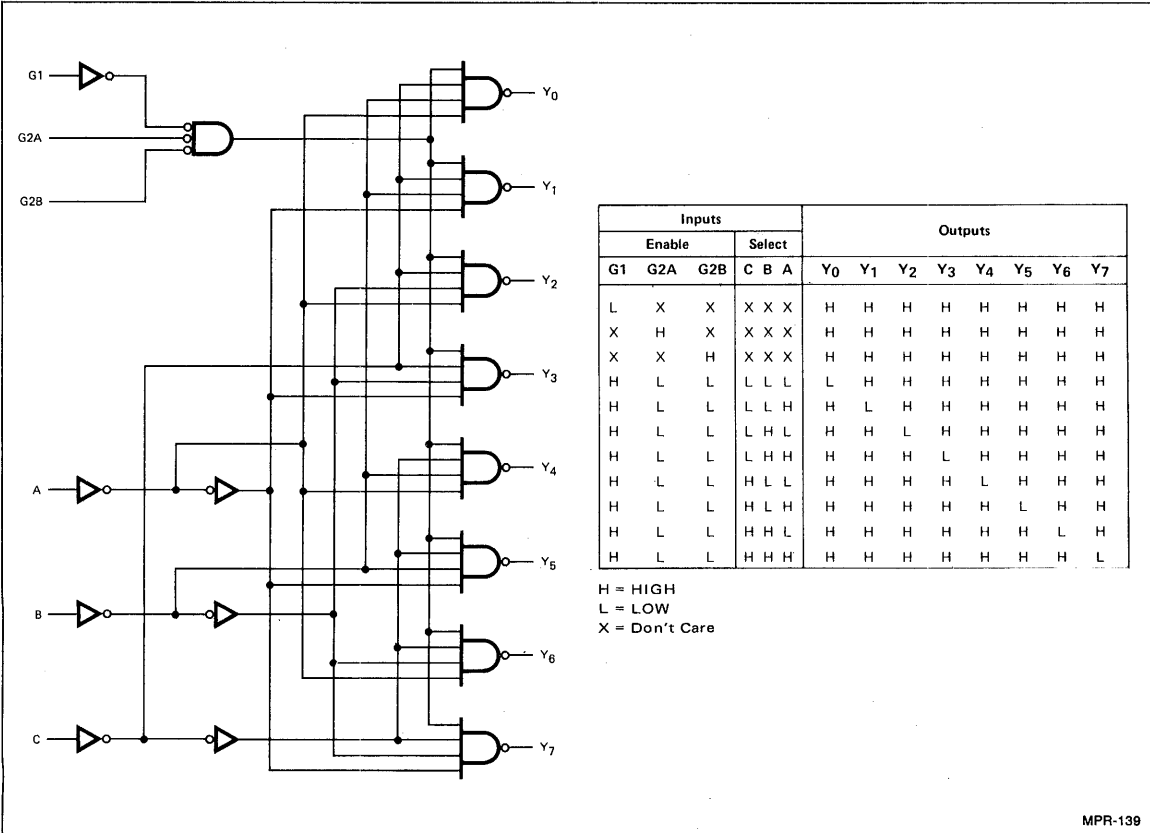 G1
G2A
G2B
A
B
C
Y0
Y1
Y2
Y3
Y4
Y5
Y6
Y7
Inputs Outputs
Enable Select
G1 G2A G2B C B A Y0 Y1 Y2 Y3 Y4 Y5 Y6 Y7
L X X X X X H H H H H H H H
X H X X X X H H H H H H H H
X X H X X X H H H H H H H H
H L L L L L L H H H H H H H
H L L L L H H L H H H H H H
H L L L H L H H L H H H H H
H L L L H H H H H L H H H H
H L L H L L H H H H L H H H
H L L H L H H H H H H L H H
H L L H H L H H H H H H L H
H L L H H H H H H H H H H L
H = HIGH
L = LOW
X = Don't Care
MPR-139